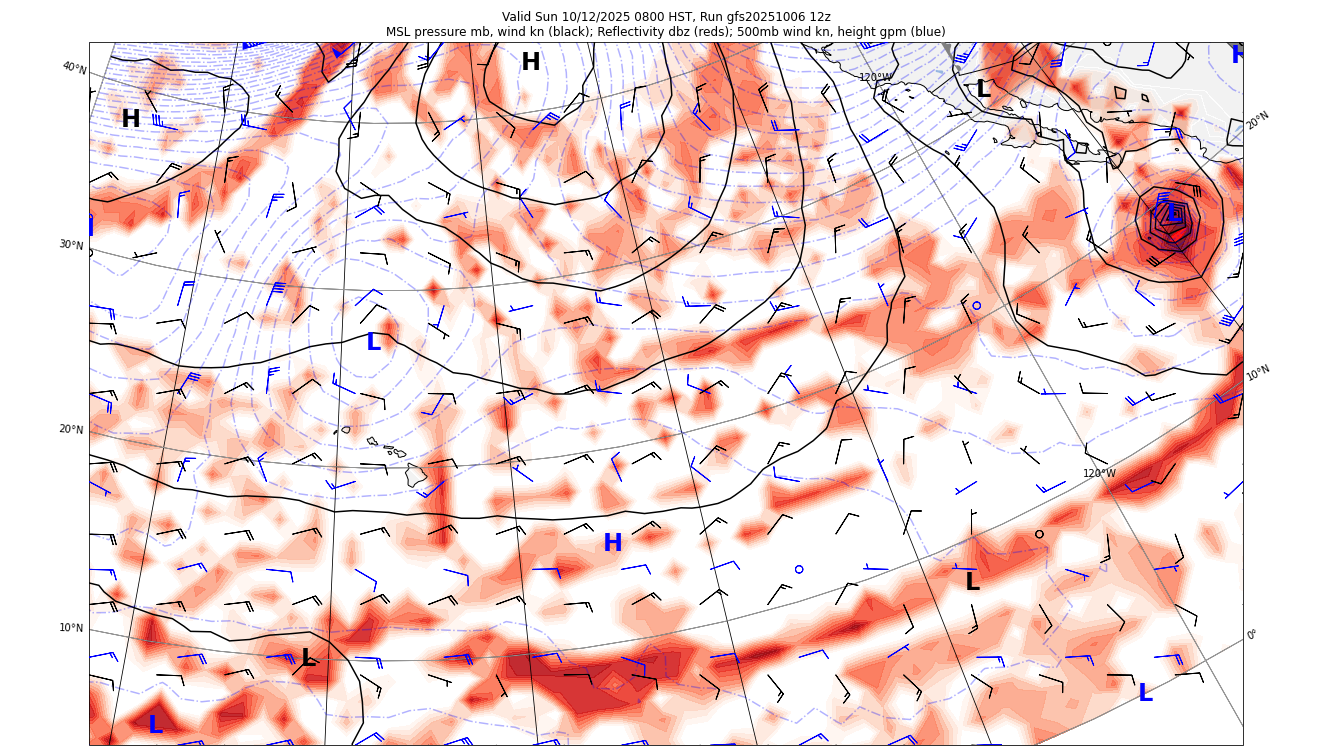 Valid Sun 10/12/2025 0800 HST, Run gfs20251006 12z
MSL pressure mb, wind kn (black); Reflectivity dbz (reds); 500mb wind kn, height gpm (blue)
H
H
40°N
120°W
L
H
20°N
L
30°N
L
10°N
20°N
120°W
H
L
10°N
0°
L
L
L